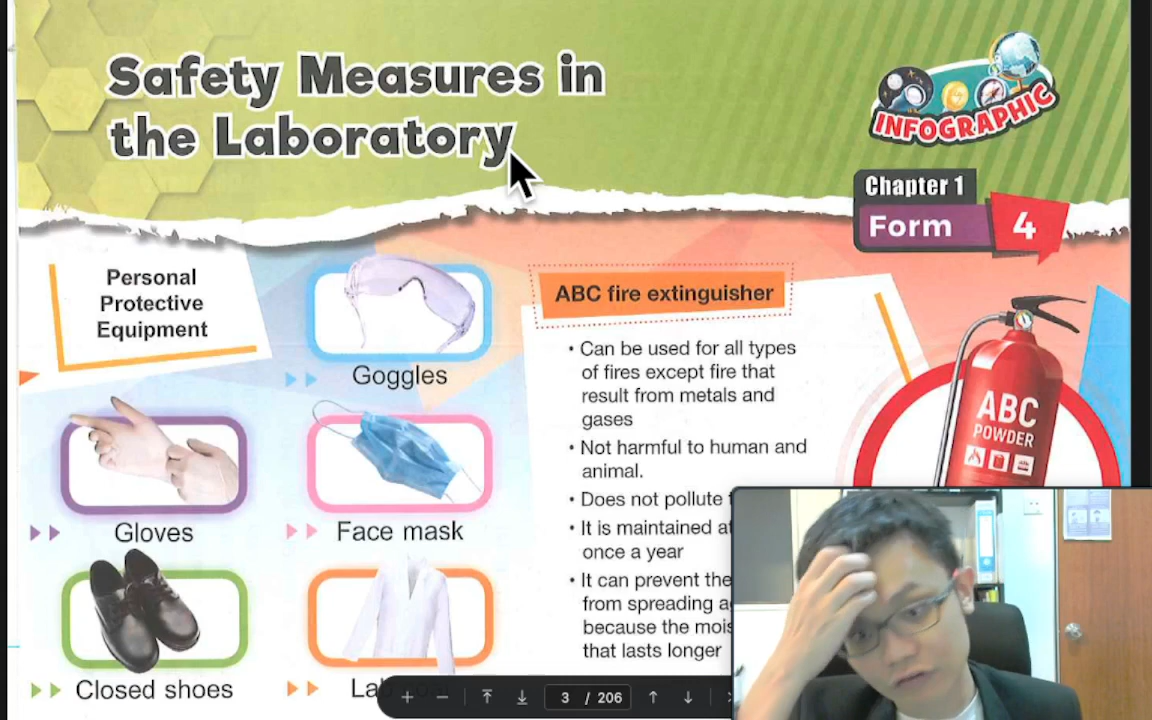 Safety Measures in
the Laboratory
INFOGRAPHIC
Chapter 1
Form 4
Personal
Protective
Equipment
Goggles
Gloves
Face mask
Closed shoes
ABC fire extinguisher
• Can be used for all types
of fires except fire that
result from metals and
gases
• Not harmful to human and
animal.
• Does not pollute
• It is maintained at
once a year
• It can prevent the
from spreading
because the
that lasts longer
ABC
POWDER
3 / 206